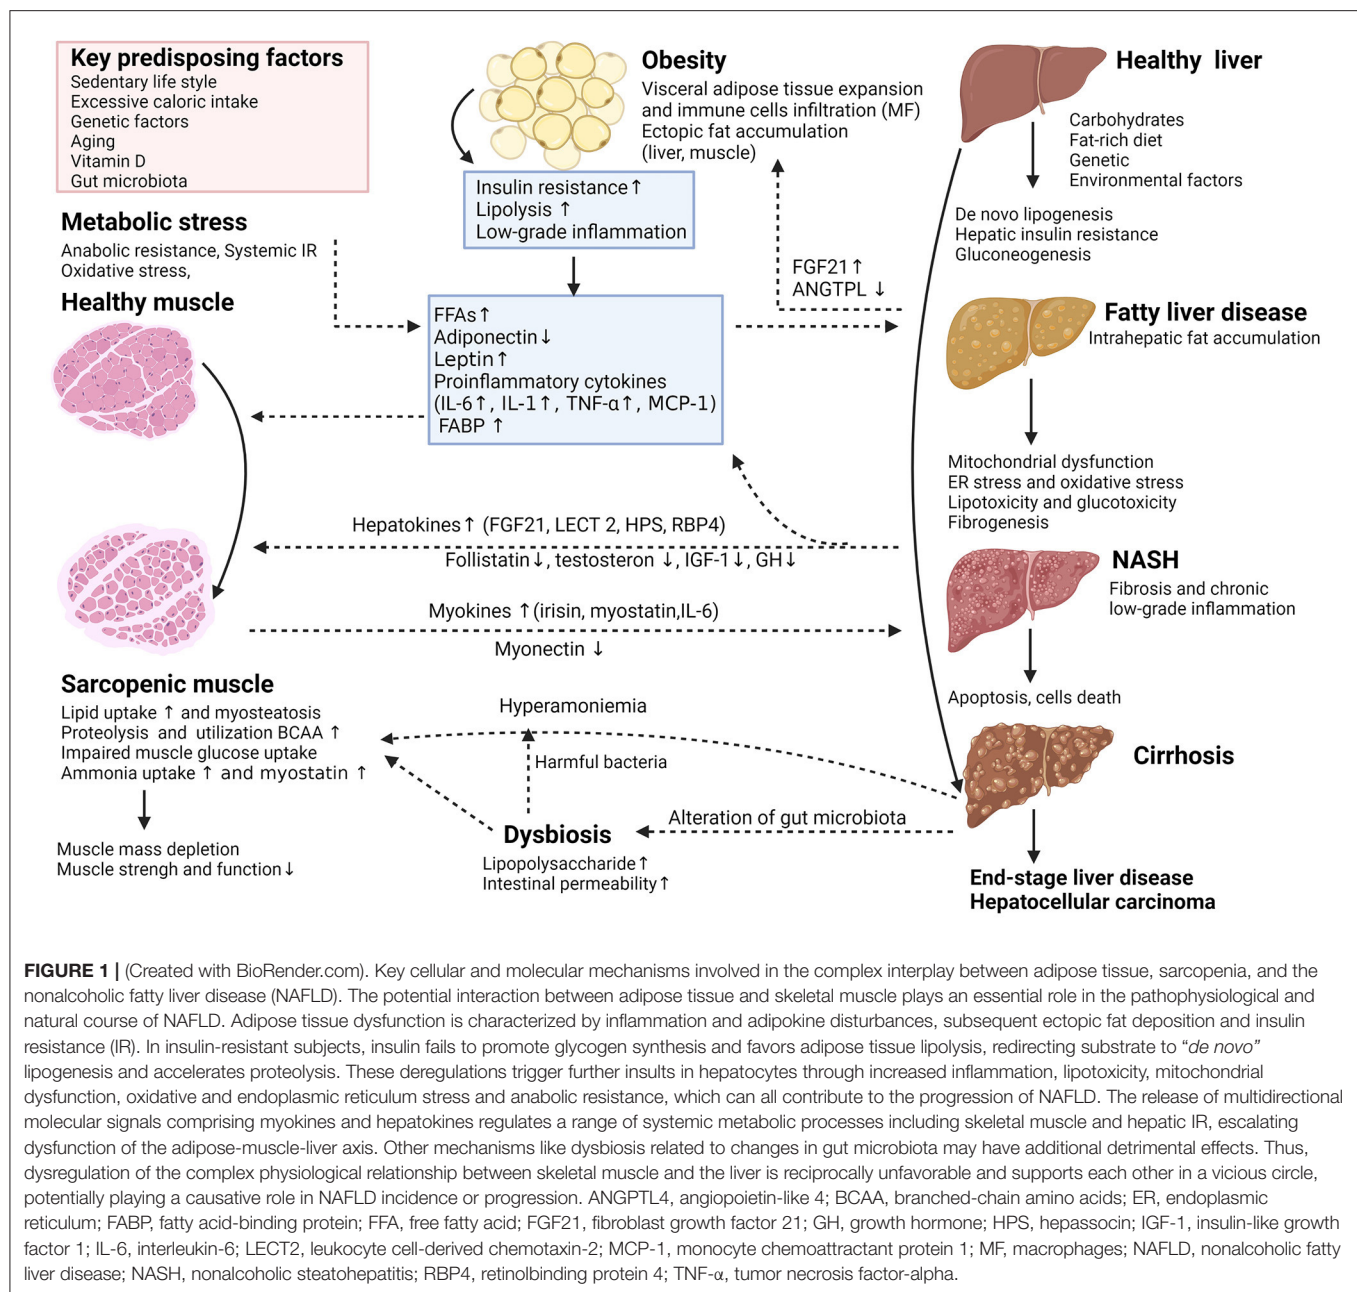 Key predisposing factors
Sedentary life style
Excessive caloric intake
Genetic factors
Aging
Vitamin D
Gut microbiota
Metabolic stress
Anabolic resistance, Systemic IR
Oxidative stress,
Healthy muscle
Obesity
Visceral adipose tissue expansion
and immune cells infiltration (MF)
Ectopic fat accumulation
(liver, muscle)
Insulin resistance↑
Lipolysis ↑
Low-grade inflammation
FFAs↑
Adiponectin↓
Leptin↑
Proinflammatory cytokines
(IL-6↑, IL-1↑, TNF-α↑, MCP-1)
FABP ↑
FGF21↑
ANGTPL ↓
Healthy liver
Carbohydrates
Fat-rich diet
Genetic
Environmental factors
De novo lipogenesis
Hepatic insulin resistance
Gluconeogenesis
Fatty liver disease
Intrahepatic fat accumulation
Mitochondrial dysfunction
ER stress and oxidative stress
Lipotoxicity and glucotoxicity
Fibrogenesis
NASH
Fibrosis and chronic
low-grade inflammation
Apoptosis, cells death
Cirrhosis
End-stage liver disease
Hepatocellular carcinoma
Hepatokines↑ (FGF21, LECT 2, HPS, RBP4)
Follistatin↓, testosteron ↓, IGF-1↓, GH↓
Myokines ↑(irisin, myostatin,IL-6)
Myonectin ↓
Sarcopenic muscle
Lipid uptake ↑ and myosteatosis
Proteolysis and utilization BCAA ↑
Impaired muscle glucose uptake
Ammonia uptake ↑ and myostatin ↑
Muscle mass depletion
Muscle strengh and function↓
Hyperamoniemia
Harmful bacteria
Alteration of gut microbiota
Dysbiosis
Lipopolysaccharide↑
Intestinal permeability↑
FIGURE 1 | (Created with BioRender.com). Key cellular and molecular mechanisms involved in the complex interplay between adipose tissue, sarcopenia, and the
nonalcoholic fatty liver disease (NAFLD). The potential interaction between adipose tissue and skeletal muscle plays an essential role in the pathophysiological and
natural course of NAFLD. Adipose tissue dysfunction is characterized by inflammation and adipokine disturbances, subsequent ectopic fat deposition and insulin
resistance (IR). In insulin-resistant subjects, insulin fails to promote glycogen synthesis and favors adipose tissue lipolysis, redirecting substrate to “de novo”
lipogenesis and accelerates proteolysis. These deregulations trigger further insults in hepatocytes through increased inflammation, lipotoxicity, mitochondrial
dysfunction, oxidative and endoplasmic reticulum stress and anabolic resistance, which can all contribute to the progression of NAFLD. The release of multidirectional
molecular signals comprising myokines and hepatokines regulates a range of systemic metabolic processes including skeletal muscle and hepatic IR, escalating
dysfunction of the adipose-muscle-liver axis. Other mechanisms like dysbiosis related to changes in gut microbiota may have additional detrimental effects. Thus,
dysregulation of the complex physiological relationship between skeletal muscle and the liver is reciprocally unfavorable and supports each other in a vicious circle,
potentially playing a causative role in NAFLD incidence or progression. ANGPTL4, angiopoietin-like 4; BCAA, branched-chain amino acids; ER, endoplasmic
reticulum; FABP, fatty acid-binding protein; FFA, free fatty acid; FGF21, fibroblast growth factor 21; GH, growth hormone; HPS, hepassocin; IGF-1, insulin-like growth
factor 1; IL-6, interleukin-6; LECT2, leukocyte cell-derived chemotaxin-2; MCP-1, monocyte chemoattractant protein 1; MF, macrophages; NAFLD, nonalcoholic fatty
liver disease; NASH, nonalcoholic steatohepatitis; RBP4, retinolbinding protein 4; TNF-α, tumor necrosis factor-alpha.